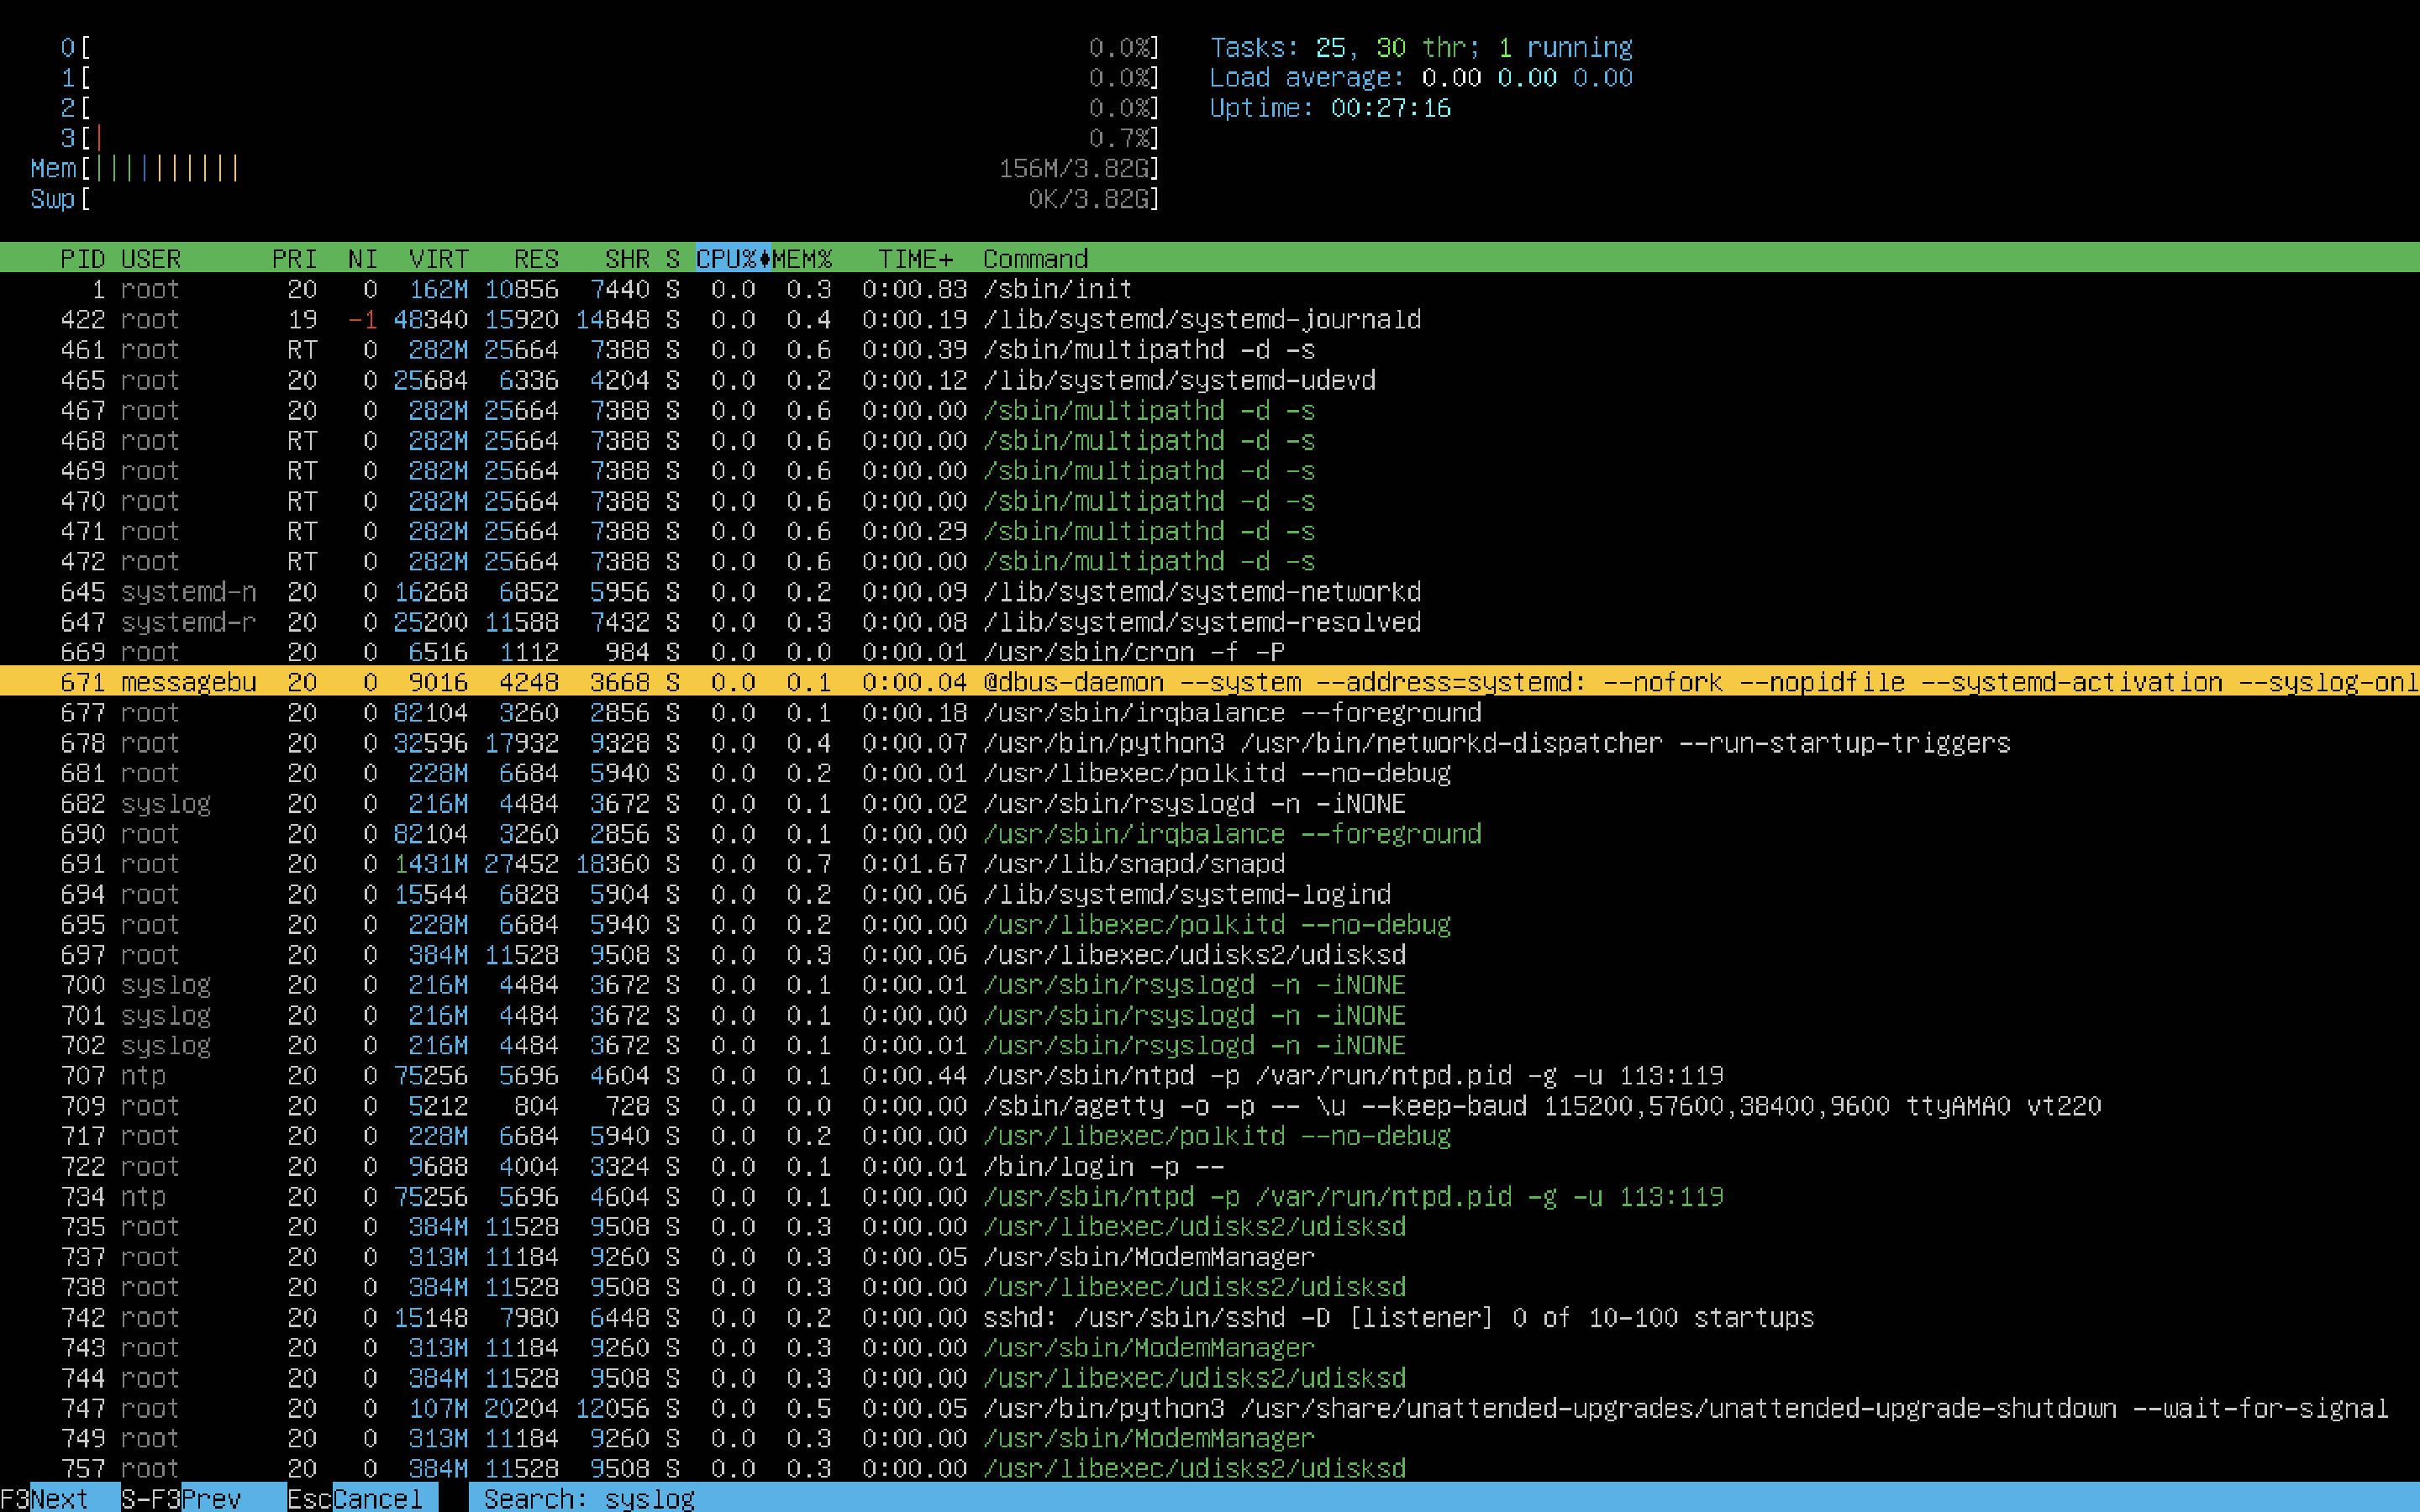 0[ 0.0%] Tasks: 25, 30 thr; 1 running
1[ 0.0%] Load average: 0.00 0.00 0.00
2[ 0.0%] Uptime: 00:27:16
3[| 0.7%]
Mem[|||||||||| 156M/3.82G]
Swp[ 0K/3.82G]
PID USER PRI NI VIRT RES SHR S CPU% MEM% TIME+ Command
1 root 20 0 162M 10856 7440 S 0.0 0.3 0:00.83 /sbin/init
422 root 19 -1 48340 15920 14848 S 0.0 0.4 0:00.19 /lib/systemd/systemd-journald
461 root RT 0 282M 25664 7388 S 0.0 0.6 0:00.39 /sbin/multipathd -d -s
465 root 20 0 25684 6336 4204 S 0.0 0.2 0:00.12 /lib/systemd/systemd-udevd
467 root 20 0 282M 25664 7388 S 0.0 0.6 0:00.00 /sbin/multipathd -d -s
468 root RT 0 282M 25664 7388 S 0.0 0.6 0:00.00 /sbin/multipathd -d -s
469 root RT 0 282M 25664 7388 S 0.0 0.6 0:00.00 /sbin/multipathd -d -s
470 root RT 0 282M 25664 7388 S 0.0 0.6 0:00.00 /sbin/multipathd -d -s
471 root RT 0 282M 25664 7388 S 0.0 0.6 0:00.29 /sbin/multipathd -d -s
472 root RT 0 282M 25664 7388 S 0.0 0.6 0:00.00 /sbin/multipathd -d -s
645 systemd-n 20 0 16268 6852 5956 S 0.0 0.2 0:00.09 /lib/systemd/systemd-networkd
647 systemd-r 20 0 25200 11588 7432 S 0.0 0.3 0:00.08 /lib/systemd/systemd-resolved
669 root 20 0 6516 1112 984 S 0.0 0.0 0:00.01 /usr/sbin/cron -f -P
671 messagebu 20 0 9016 4248 3668 S 0.0 0.1 0:00.04 @dbus-daemon --system --address=systemd: --nofork --nopidfile --systemd-activation --syslog-onl
677 root 20 0 82104 3260 2856 S 0.0 0.1 0:00.18 /usr/sbin/irqbalance --foreground
678 root 20 0 32596 17932 9328 S 0.0 0.4 0:00.07 /usr/bin/python3 /usr/bin/networkd-dispatcher --run-startup-triggers
681 root 20 0 228M 6684 5940 S 0.0 0.2 0:00.01 /usr/libexec/polkitd --no-debug
682 syslog 20 0 216M 4484 3672 S 0.0 0.1 0:00.02 /usr/sbin/rsyslogd -n -iNONE
690 root 20 0 82104 3260 2856 S 0.0 0.1 0:00.00 /usr/sbin/irqbalance --foreground
691 root 20 0 1431M 27452 18360 S 0.0 0.7 0:01.67 /usr/lib/snapd/snapd
694 root 20 0 15544 6828 5904 S 0.0 0.2 0:00.06 /lib/systemd/systemd-logind
695 root 20 0 228M 6684 5940 S 0.0 0.2 0:00.00 /usr/libexec/polkitd --no-debug
697 root 20 0 384M 11528 9508 S 0.0 0.3 0:00.06 /usr/libexec/udisks2/udisksd
700 syslog 20 0 216M 4484 3672 S 0.0 0.1 0:00.01 /usr/sbin/rsyslogd -n -iNONE
701 syslog 20 0 216M 4484 3672 S 0.0 0.1 0:00.00 /usr/sbin/rsyslogd -n -iNONE
702 syslog 20 0 216M 4484 3672 S 0.0 0.1 0:00.01 /usr/sbin/rsyslogd -n -iNONE
707 ntp 20 0 75256 5696 4604 S 0.0 0.1 0:00.44 /usr/sbin/ntpd -p /var/run/ntpd.pid -g -u 113:119
709 root 20 0 5212 804 728 S 0.0 0.0 0:00.00 /sbin/agetty -o -p -- \u --keep-baud 115200,57600,38400,9600 ttyAMA0 vt220
717 root 20 0 228M 6684 5940 S 0.0 0.2 0:00.00 /usr/libexec/polkitd --no-debug
722 root 20 0 9688 4004 3324 S 0.0 0.1 0:00.01 /bin/login -p --
734 ntp 20 0 75256 5696 4604 S 0.0 0.1 0:00.00 /usr/sbin/ntpd -p /var/run/ntpd.pid -g -u 113:119
735 root 20 0 384M 11528 9508 S 0.0 0.3 0:00.00 /usr/libexec/udisks2/udisksd
737 root 20 0 313M 11184 9260 S 0.0 0.3 0:00.05 /usr/sbin/ModemManager
738 root 20 0 384M 11528 9508 S 0.0 0.3 0:00.00 /usr/libexec/udisks2/udisksd
742 root 20 0 15148 7980 6448 S 0.0 0.2 0:00.00 sshd: /usr/sbin/sshd -D [listener] 0 of 10-100 startups
743 root 20 0 313M 11184 9260 S 0.0 0.3 0:00.00 /usr/sbin/ModemManager
744 root 20 0 384M 11528 9508 S 0.0 0.3 0:00.00 /usr/libexec/udisks2/udisksd
747 root 20 0 107M 20204 12056 S 0.0 0.5 0:00.05 /usr/bin/python3 /usr/share/unattended-upgrades/unattended-upgrade-shutdown --wait-for-signal
749 root 20 0 313M 11184 9260 S 0.0 0.3 0:00.00 /usr/sbin/ModemManager
757 root 20 0 384M 11528 9508 S 0.0 0.3 0:00.00 /usr/libexec/udisks2/udisksd
F3Next S-F3Prev EscCancel Search: syslog